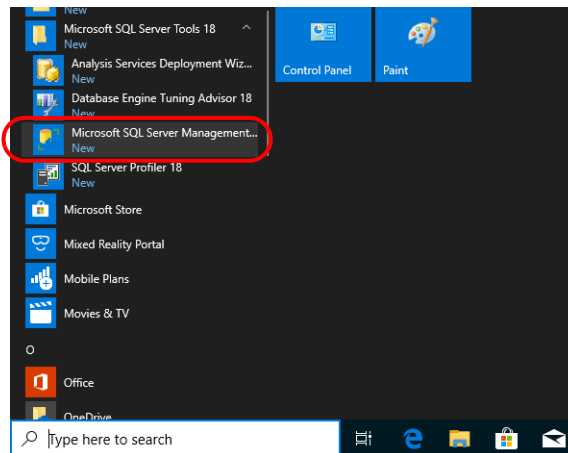 New
Microsoft SQL Server Tools 18
New
Analysis Services Deployment Wiz...
New
Database Engine Tuning Advisor 18
New
Microsoft SQL Server Management...
New
SQL Server Profiler 18
New
Microsoft Store
Mixed Reality Portal
Mobile Plans
Movies & TV
O
Office
OneDrive
Type here to search
Control Panel
Paint